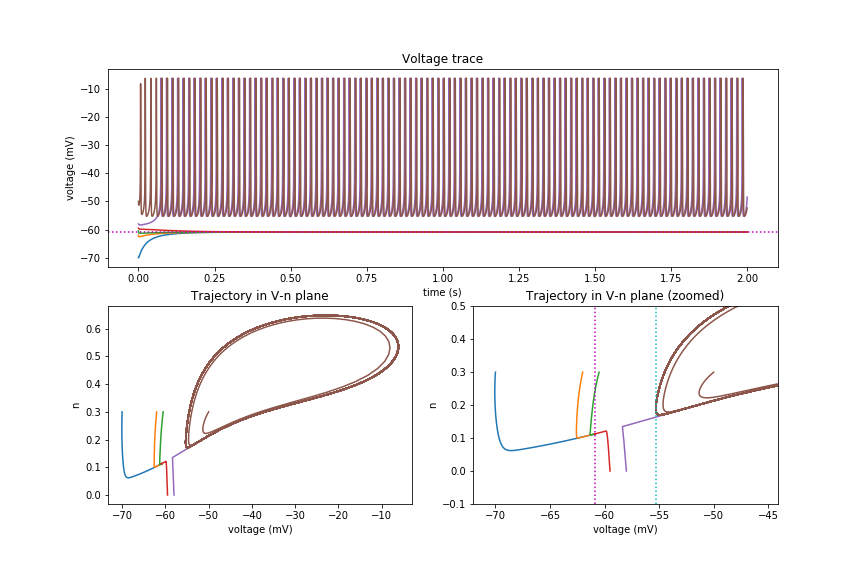 Voltage trace
−10
−20
−30
−40
−50
−60
−70
voltage (mV)
0.00 0.25 0.50 0.75 1.00 1.25 1.50 1.75 2.00
time (s)
Trajectory in V-n plane
0.6
0.5
0.4
0.3
0.2
0.1
0.0
n
−70 −60 −50 −40 −30 −20 −10
voltage (mV)
Trajectory in V-n plane (zoomed)
0.5
0.4
0.3
0.2
0.1
0.0
−0.1
n
−70 −65 −60 −55 −50 −45
voltage (mV)